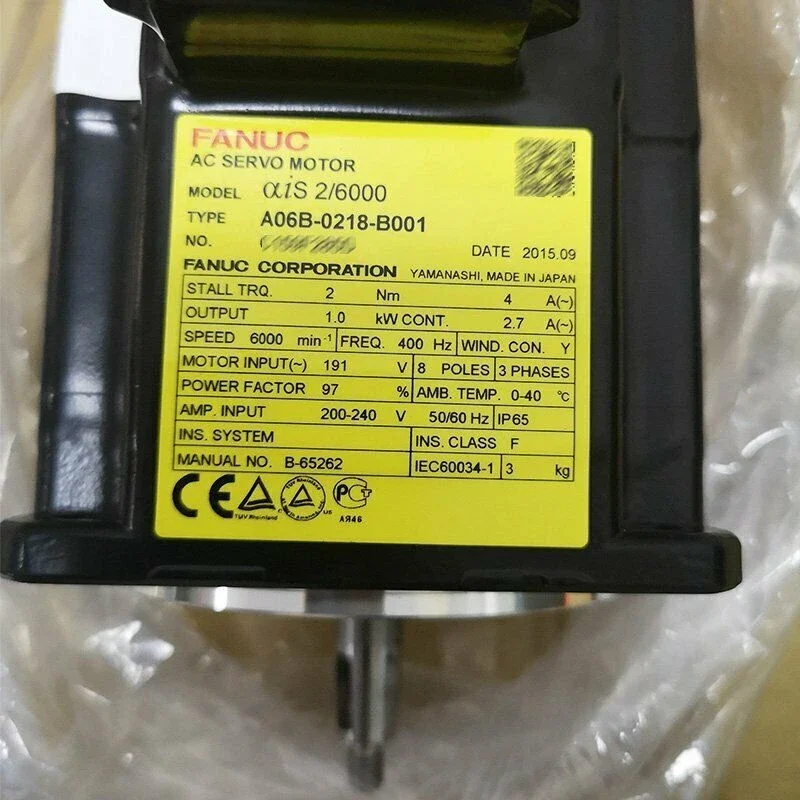 FANUC
AC SERVO MOTOR
MODEL αiS 2/6000
TYPE A06B-0218-B001
NO.
DATE 2015.09
FANUC CORPORATION YAMANASHI, MADE IN JAPAN
STALL TRQ. 2 Nm 4 A(~)
OUTPUT 1.0 kW CONT. 2.7 A(~)
SPEED 6000 min⁻¹ FREQ. 400 Hz WIND. CON. Y
MOTOR INPUT(~) 191 V 8 POLES 3 PHASES
POWER FACTOR 97 % AMB. TEMP. 0-40 ℃
AMP. INPUT 200-240 V 50/60 Hz IP65
INS. SYSTEM INS. CLASS F
MANUAL NO. B-65262 IEC60034-1 3 kg
CE TÜV Rheinland C US PCT
АЯ46